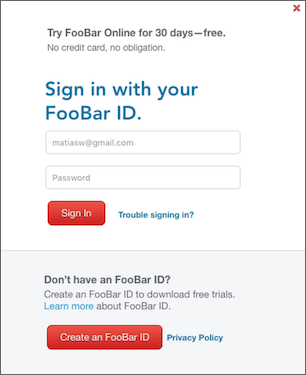 Try FooBar Online for 30 days—free.
No credit card, no obligation.
Sign in with your
FooBar ID.
matiasw@gmail.com
Password
Sign In
Trouble signing in?
Don't have an FooBar ID?
Create an FooBar ID to download free trials.
Learn more about FooBar ID.
Create an FooBar ID
Privacy Policy